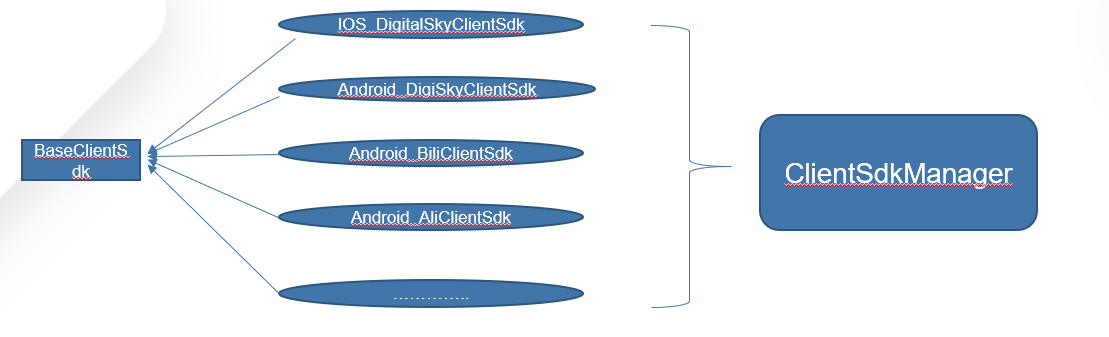 IOS_DigitalSkyClientSdk
Android_DigiSkyClientSdk
BaseClientS
dk
Android_BiliClientSdk
Android_AliClientSdk
..............
ClientSdkManager